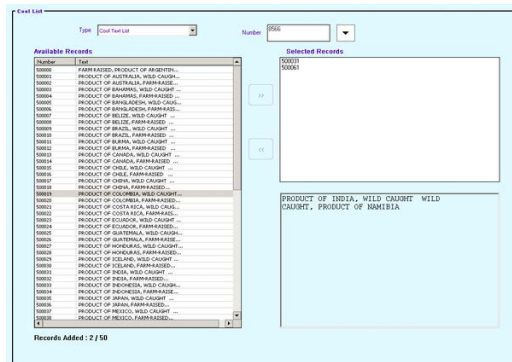 Cool List
Type Cool Text List Number 8566
Available Records Selected Records
Number Text
500000 FARM-RAISED, PRODUCT OF ARGENTIN...
500001 PRODUCT OF AUSTRALIA, WILD CAUGH...
500002 PRODUCT OF AUSTRALIA, FARM-RAISE...
500003 PRODUCT OF BAHAMAS, WILD CAUGHT ...
500004 PRODUCT OF BAHAMAS, FARM-RAISED ...
500005 PRODUCT OF BANGLADESH, WILD CAUG...
500006 PRODUCT OF BANGLADESH, FARM-RAIS...
500007 PRODUCT OF BELIZE, WILD CAUGHT ...
500008 PRODUCT OF BELIZE, FARM-RAISED ...
500009 PRODUCT OF BRAZIL, WILD CAUGHT ...
500010 PRODUCT OF BRAZIL, FARM-RAISED ...
500011 PRODUCT OF BURMA, WILD CAUGHT ...
500012 PRODUCT OF BURMA, FARM-RAISED ...
500013 PRODUCT OF CANADA, WILD CAUGHT ...
500014 PRODUCT OF CANADA, FARM-RAISED ...
500015 PRODUCT OF CHILE, WILD CAUGHT ...
500016 PRODUCT OF CHILE, FARM-RAISED ...
500017 PRODUCT OF CHINA, WILD CAUGHT ...
500018 PRODUCT OF CHINA, FARM-RAISED ...
500019 PRODUCT OF COLOMBIA, WILD CAUGHT...
500020 PRODUCT OF COLOMBIA, FARM-RAISED...
500021 PRODUCT OF COSTA RICA, WILD CAUG...
500022 PRODUCT OF COSTA RICA, FARM-RAIS...
500023 PRODUCT OF ECUADOR, WILD CAUGHT ...
500024 PRODUCT OF ECUADOR, FARM-RAISED ...
500025 PRODUCT OF GUATEMALA, WILD CAUGH...
500026 PRODUCT OF GUATEMALA, FARM-RAISE...
500027 PRODUCT OF HONDURAS, WILD CAUGHT...
500028 PRODUCT OF HONDURAS, FARM-RAISED...
500029 PRODUCT OF ICELAND, WILD CAUGHT ...
500030 PRODUCT OF ICELAND, FARM-RAISED...
500031 PRODUCT OF INDIA, WILD CAUGHT ...
500032 PRODUCT OF INDIA, FARM-RAISED ...
500033 PRODUCT OF INDONESIA, WILD CAUGH...
500034 PRODUCT OF INDONESIA, FARM-RAISE...
500035 PRODUCT OF JAPAN, WILD CAUGHT ...
500036 PRODUCT OF JAPAN, FARM-RAISED...
500037 PRODUCT OF MEXICO, WILD CAUGHT ...
500038 PRODUCT OF MEXICO, FARM-RAISED...
>>
<<
500031
500061
PRODUCT OF INDIA, WILD CAUGHT WILD
CAUGHT, PRODUCT OF NAMIBIA
Records Added : 2 / 50